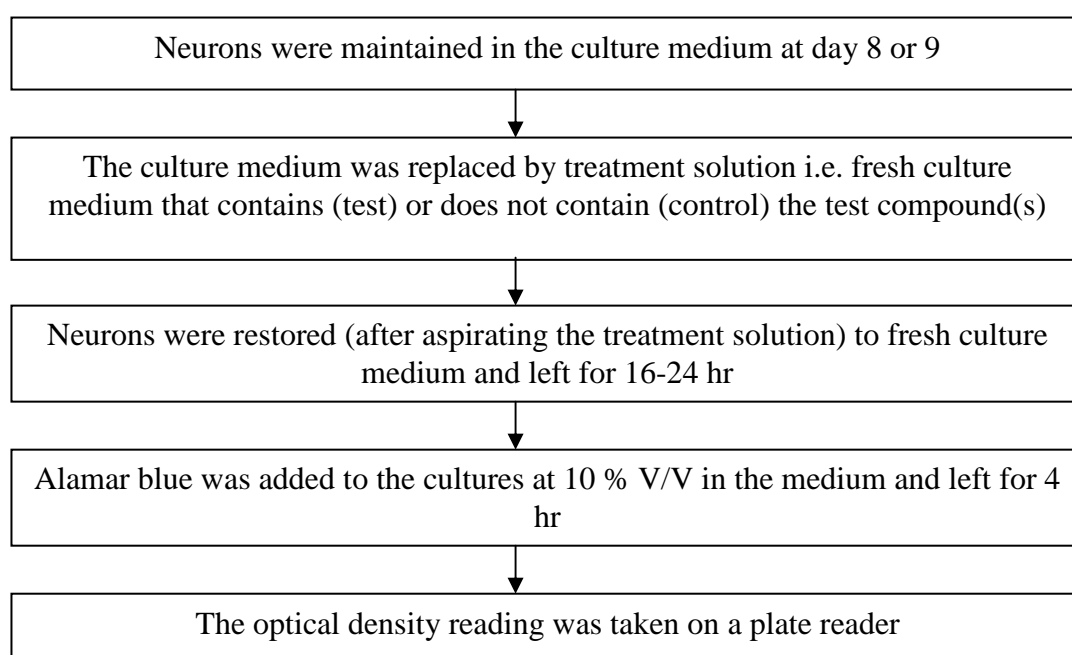 Neurons were maintained in the culture medium at day 8 or 9
The culture medium was replaced by treatment solution i.e. fresh culture
medium that contains (test) or does not contain (control) the test compound(s)
Neurons were restored (after aspirating the treatment solution) to fresh culture
medium and left for 16-24 hr
Alamar blue was added to the cultures at 10 % V/V in the medium and left for 4
hr
The optical density reading was taken on a plate reader